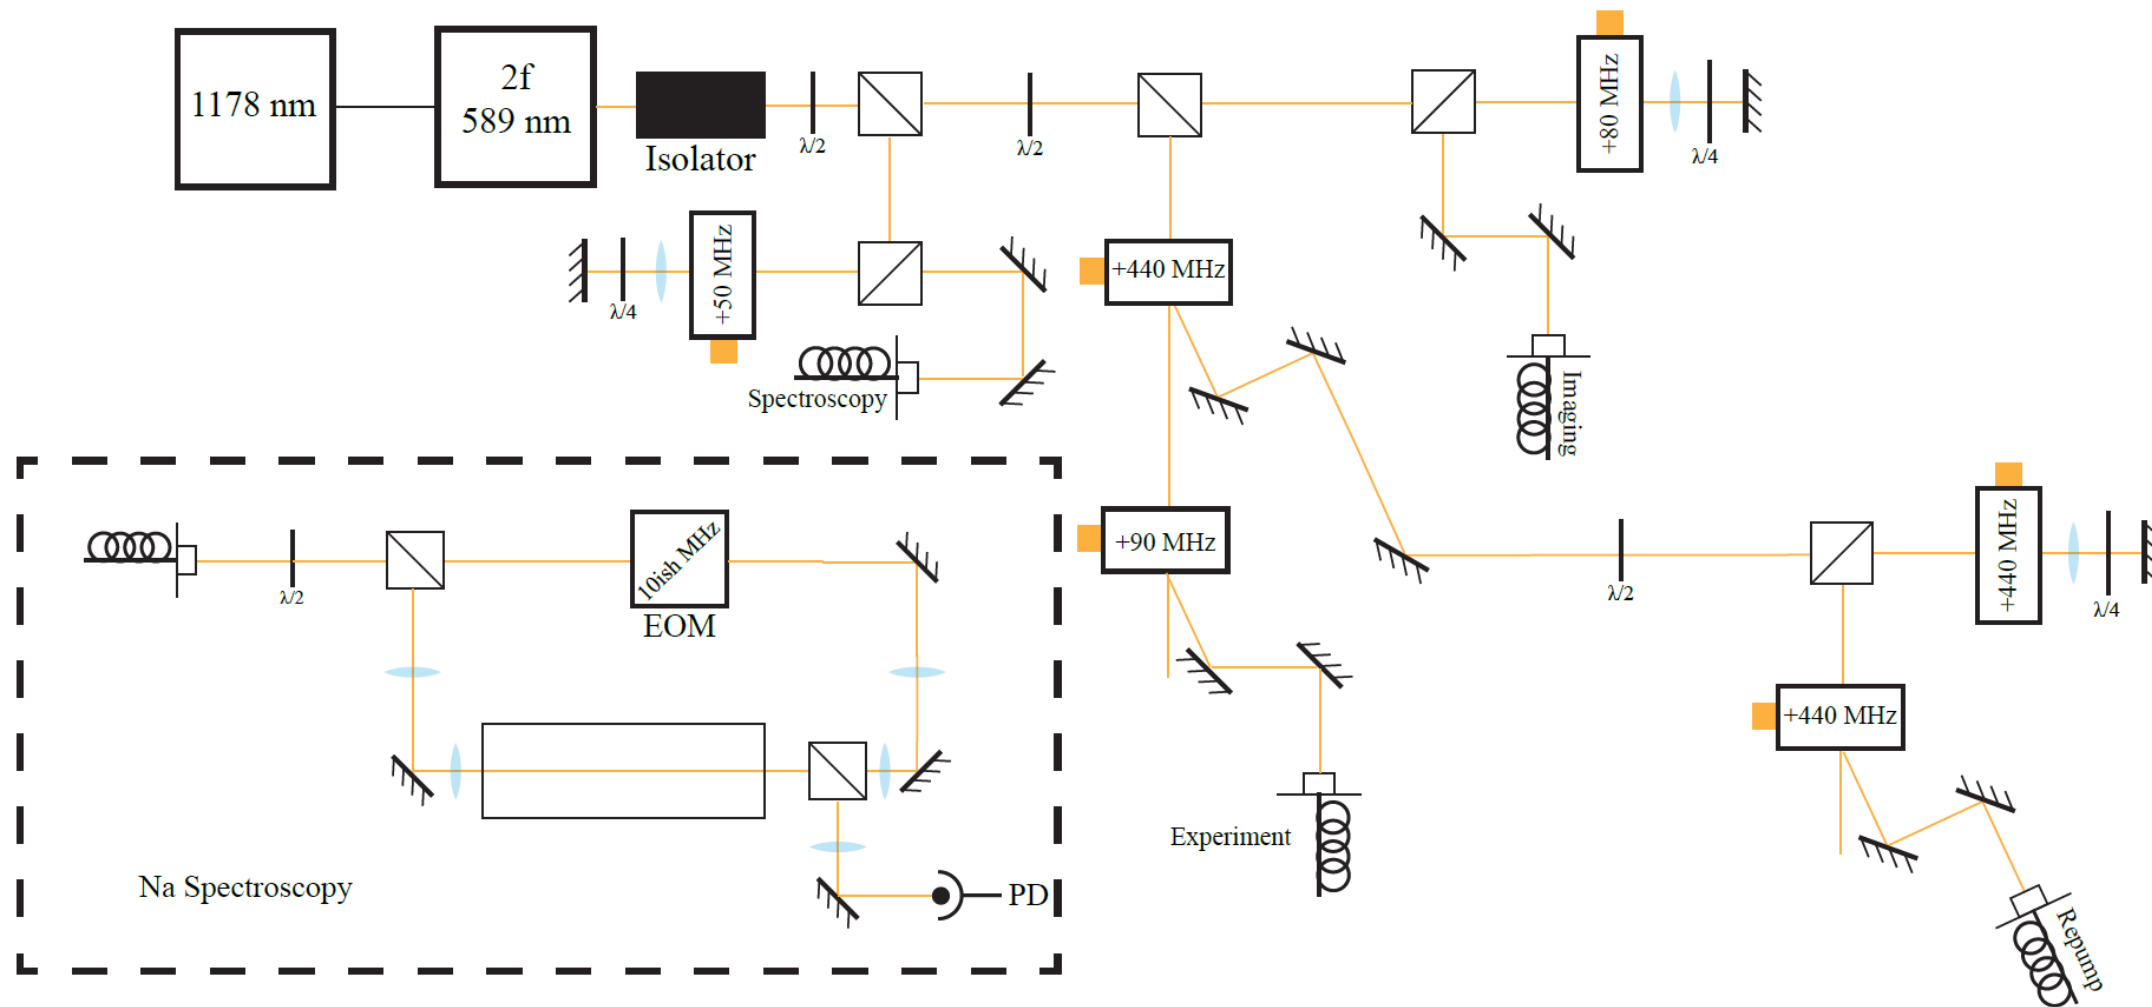 1178 nm
2f
589 nm
Isolator
λ/2
λ/2
+80 MHz
λ/4
+50 MHz
λ/4
+440 MHz
Spectroscopy
Imaging
10ish MHz
EOM
λ/2
+90 MHz
λ/2
+440 MHz
λ/4
+440 MHz
Experiment
Na Spectroscopy
PD
Repump